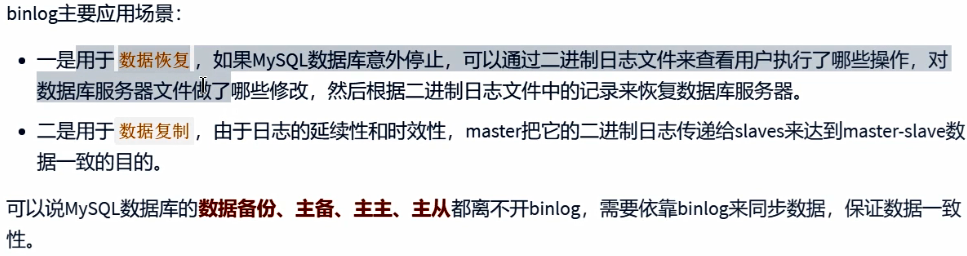 binlog主要应用场景：
• 一是用于 数据恢复 ，如果MySQL数据库意外停止，可以通过二进制日志文件来查看用户执行了哪些操作，对
数据库服务器文件做了哪些修改，然后根据二进制日志文件中的记录来恢复数据库服务器。
• 二是用于 数据复制 ，由于日志的延续性和时效性，master把它的二进制日志传递给slaves来达到master-slave数
据一致的目的。
可以说MySQL数据库的数据备份、主备、主主、主从都离不开binlog，需要依靠binlog来同步数据，保证数据一致
性。